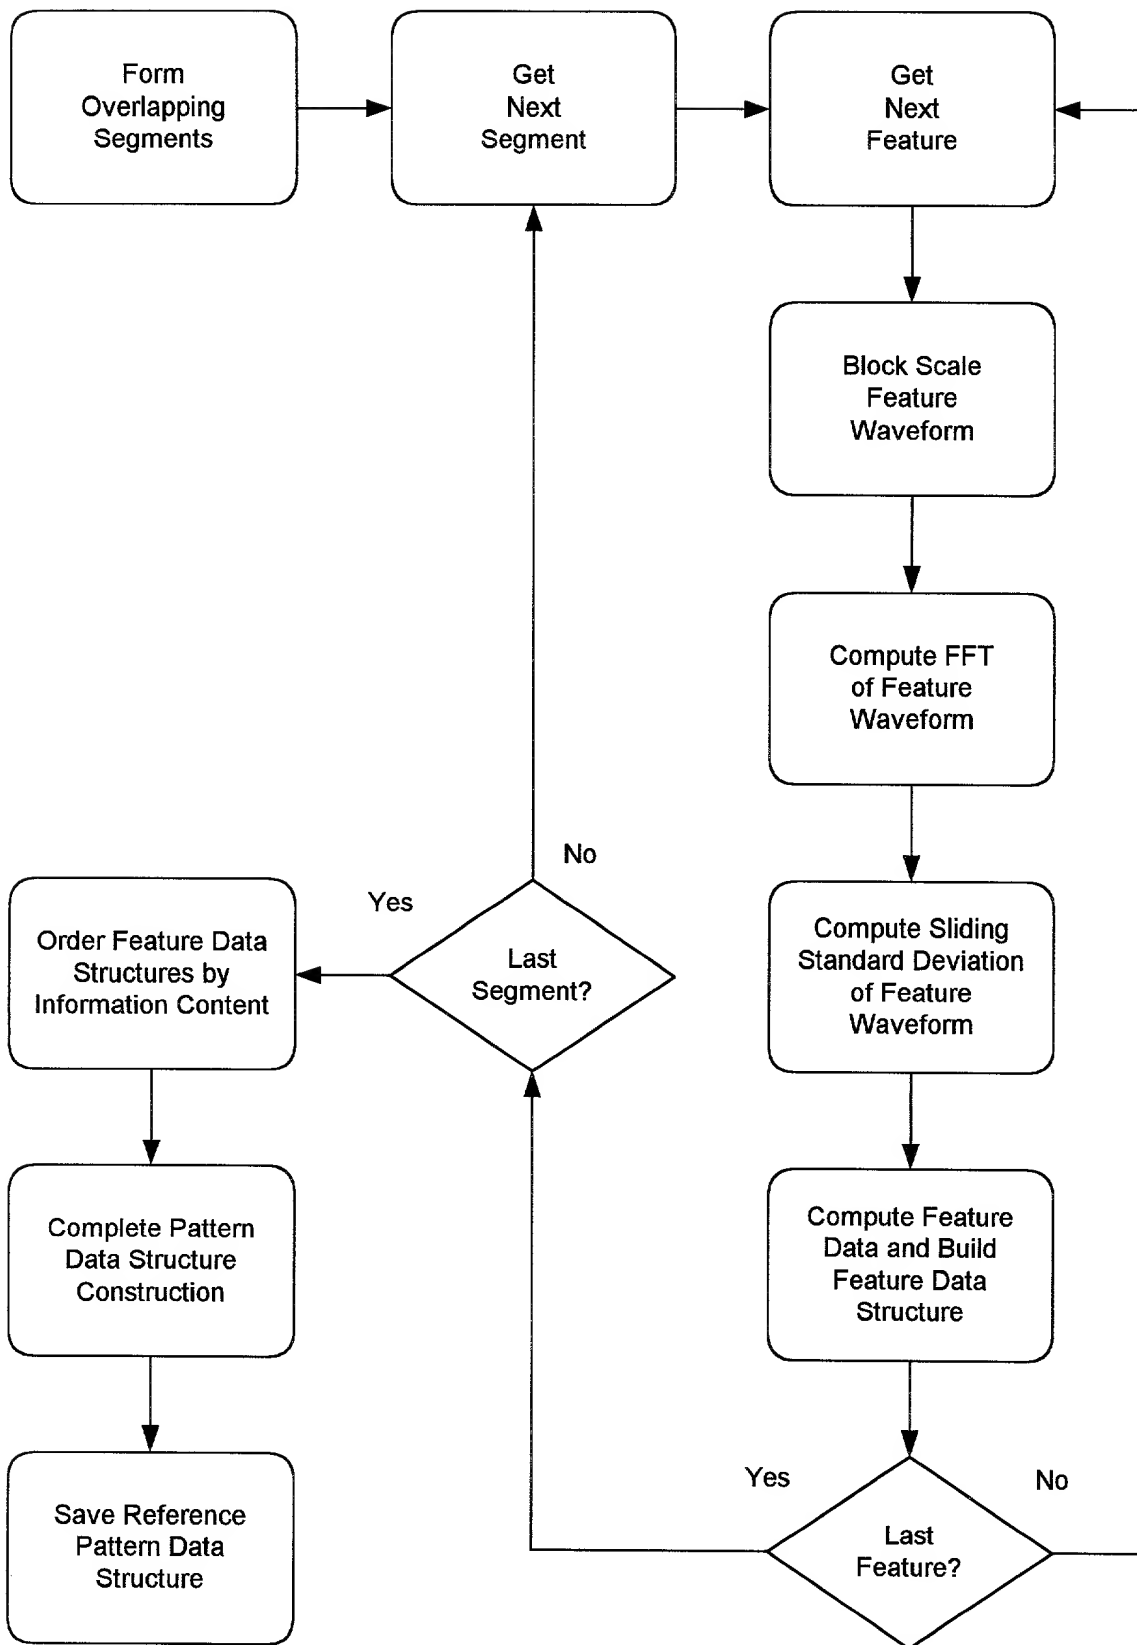 Form
Overlapping
Segments
Get
Next
Segment
Get
Next
Feature
Block Scale
Feature
Waveform
Compute FFT
of Feature
Waveform
Compute Sliding
Standard Deviation
of Feature
Waveform
Compute Feature
Data and Build
Feature Data
Structure
Last
Feature?
Yes
No
Last
Segment?
No
Yes
Order Feature Data
Structures by
Information Content
Complete Pattern
Data Structure
Construction
Save Reference
Pattern Data
Structure